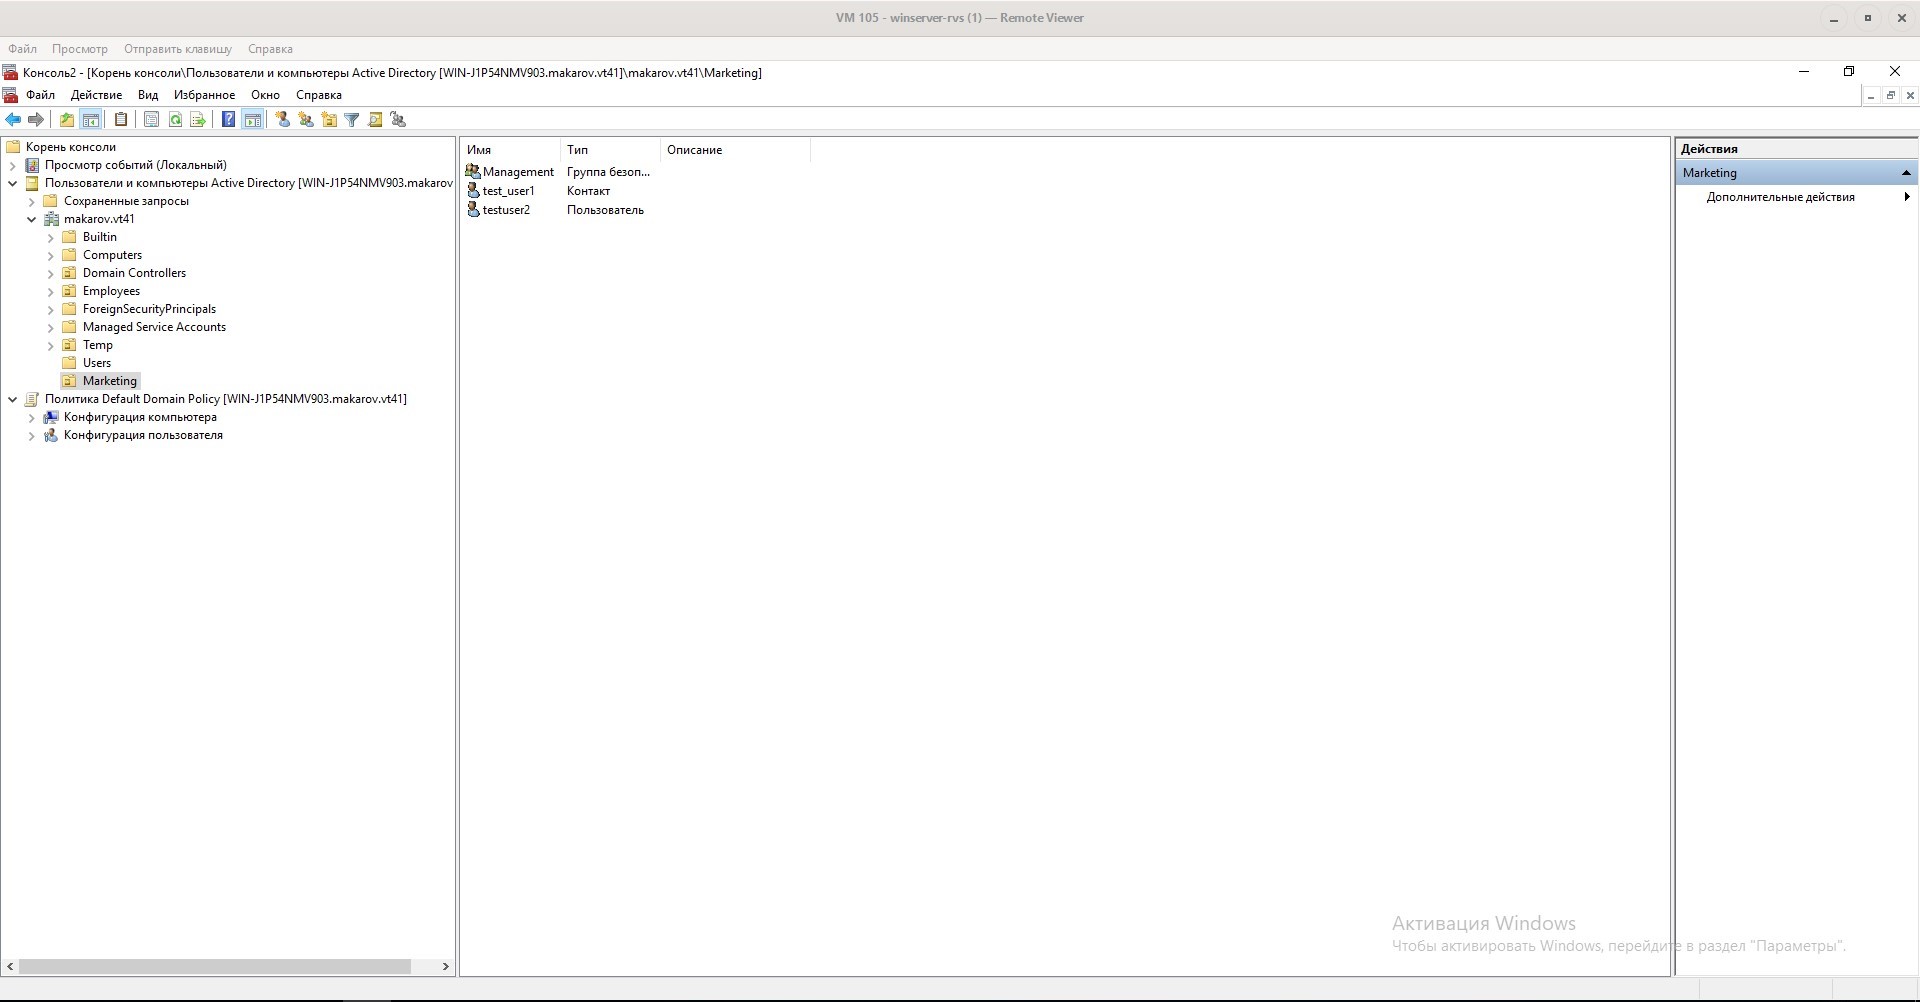 VM 105 - winserver-rvs (1) — Remote Viewer
Файл Просмотр Отправить клавишу Справка
Консоль2 - [Корень консоли\Пользователи и компьютеры Active Directory [WIN-J1P54NMV903.makarov.vt41]\makarov.vt41\Marketing]
Файл Действие Вид Избранное Окно Справка
Корень консоли
Просмотр событий (Локальный)
Пользователи и компьютеры Active Directory [WIN-J1P54NMV903.makarov
Сохраненные запросы
makarov.vt41
Builtin
Computers
Domain Controllers
Employees
ForeignSecurityPrincipals
Managed Service Accounts
Temp
Users
Marketing
Политика Default Domain Policy [WIN-J1P54NMV903.makarov.vt41]
Конфигурация компьютера
Конфигурация пользователя
Имя Тип Описание
Management Группа безоп...
test_user1 Контакт
testuser2 Пользователь
Действия
Marketing
Дополнительные действия
Активация Windows
Чтобы активировать Windows, перейдите в раздел "Параметры".